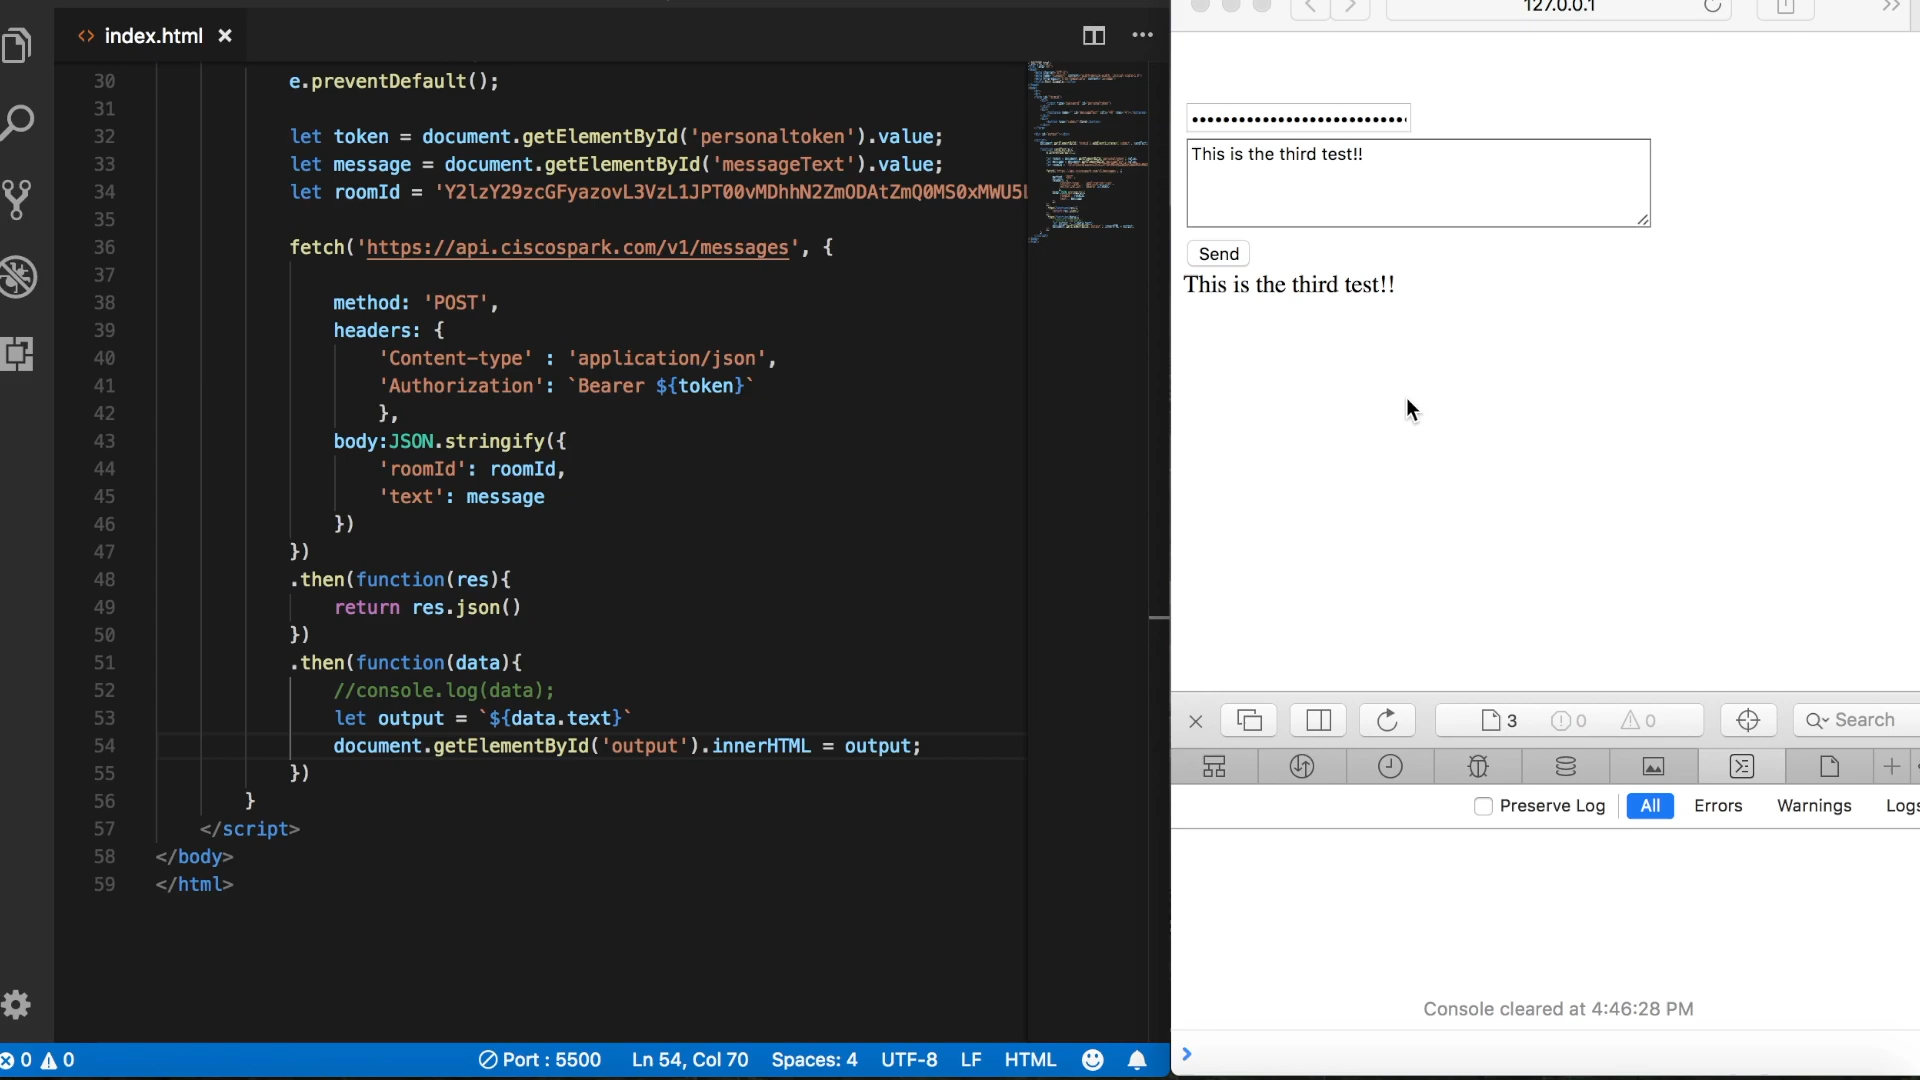 index.html
30 e.preventDefault();
31
32 let token = document.getElementById('personaltoken').value;
33 let message = document.getElementById('messageText').value;
34 let roomId = 'Y2lzY29zcGFyazovL3VzL1JPT00vMDhhN2ZmODAtZmQ0MS0xMWU5L
35
36 fetch('https://api.ciscospark.com/v1/messages', {
37
38 method: 'POST',
39 headers: {
40 'Content-type' : 'application/json',
41 'Authorization': `Bearer ${token}`
42 },
43 body:JSON.stringify({
44 'roomId': roomId,
45 'text': message
46 })
47 })
48 .then(function(res){
49 return res.json()
50 })
51 .then(function(data){
52 //console.log(data);
53 let output = `${data.text}`
54 document.getElementById('output').innerHTML = output;
55 })
56 }
57 </script>
58 </body>
59 </html>
0 0
Port : 5500 Ln 54, Col 70 Spaces: 4 UTF-8 LF HTML
127.0.0.1
This is the third test!!
Send
This is the third test!!
3 0 0 Search
Preserve Log All Errors Warnings Logs
Console cleared at 4:46:28 PM